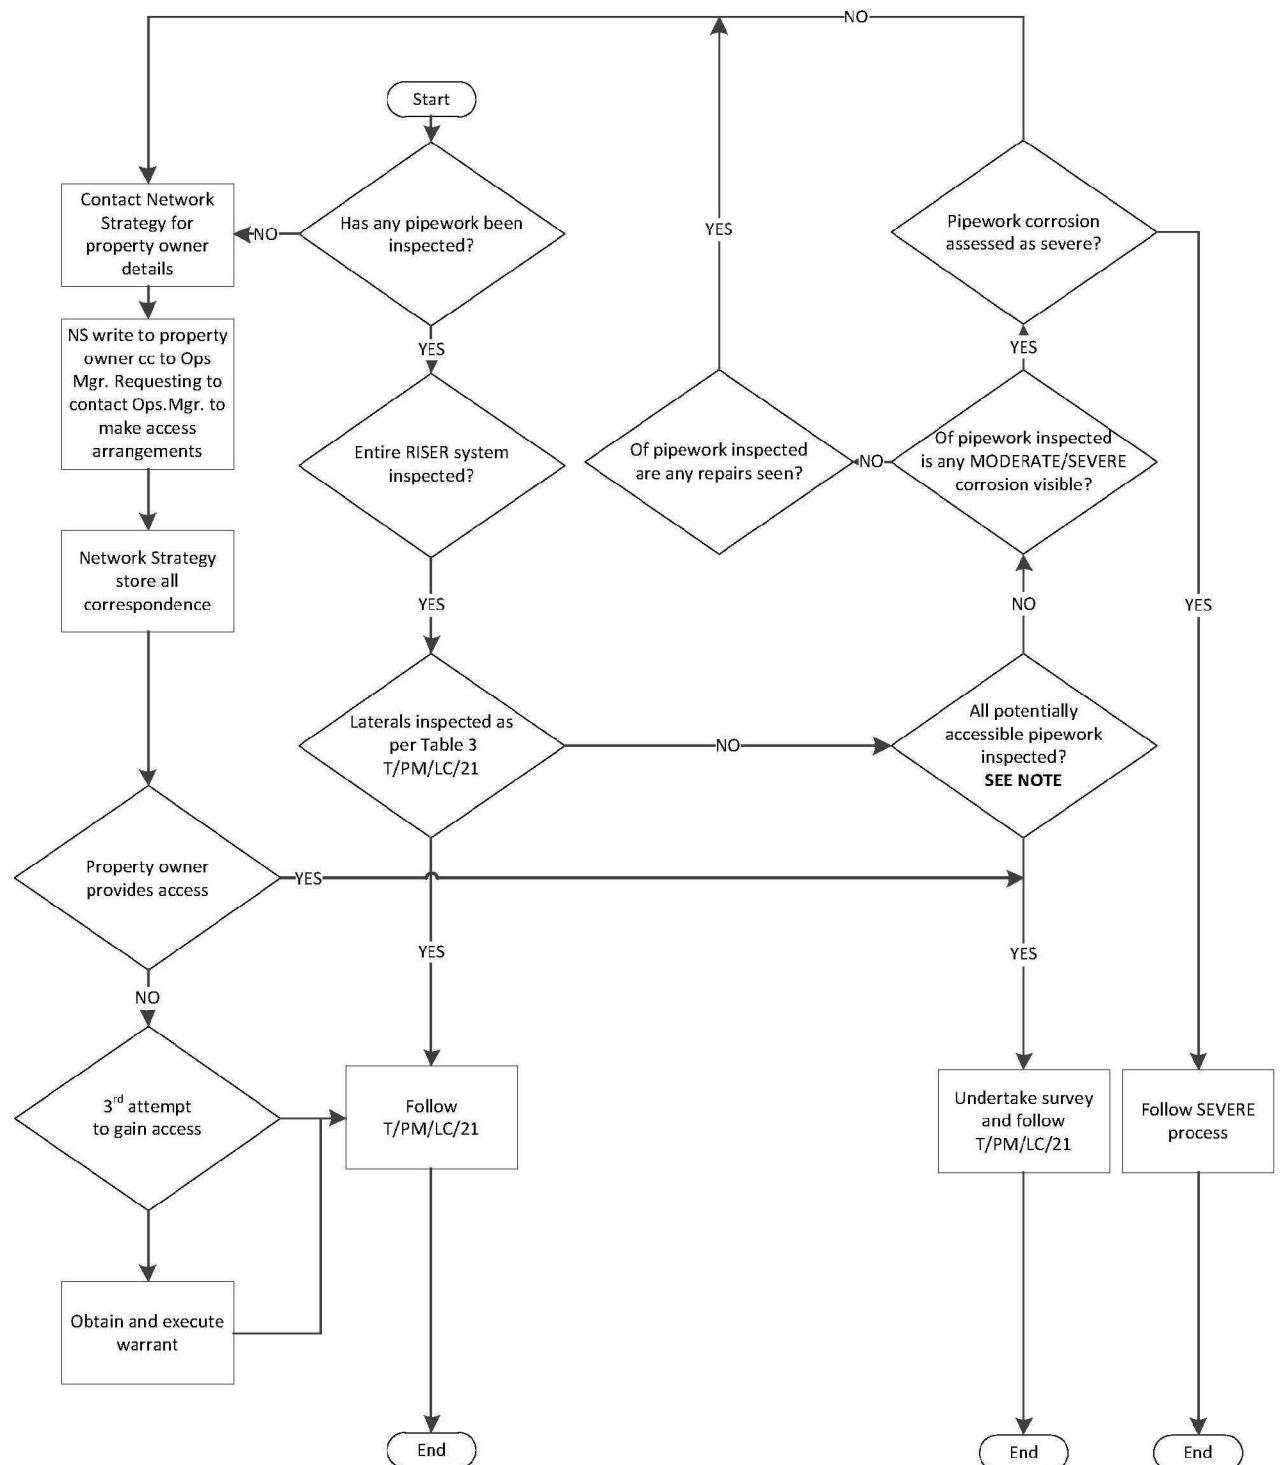 NO
Start
Contact Network
Strategy for
property owner
details
NO
Has any pipework been
inspected?
YES
Pipework corrosion
assessed as severe?
YES
NS write to property
owner cc to Ops
Mgr. Requesting to
contact Ops.Mgr. to
make access
arrangements
YES
Entire RISER system
inspected?
Of pipework inspected
are any repairs seen?
NO
Of pipework inspected
is any MODERATE/SEVERE
corrosion visible?
Network Strategy
store all
correspondence
YES
NO
YES
Laterals inspected as
per Table 3
T/PM/LC/21
NO
All potentially
accessible pipework
inspected?
SEE NOTE
Property owner
provides access
YES
YES
YES
NO
3rd attempt
to gain access
Follow
T/PM/LC/21
Undertake survey
and follow
T/PM/LC/21
Follow SEVERE
process
Obtain and execute
warrant
End
End
End